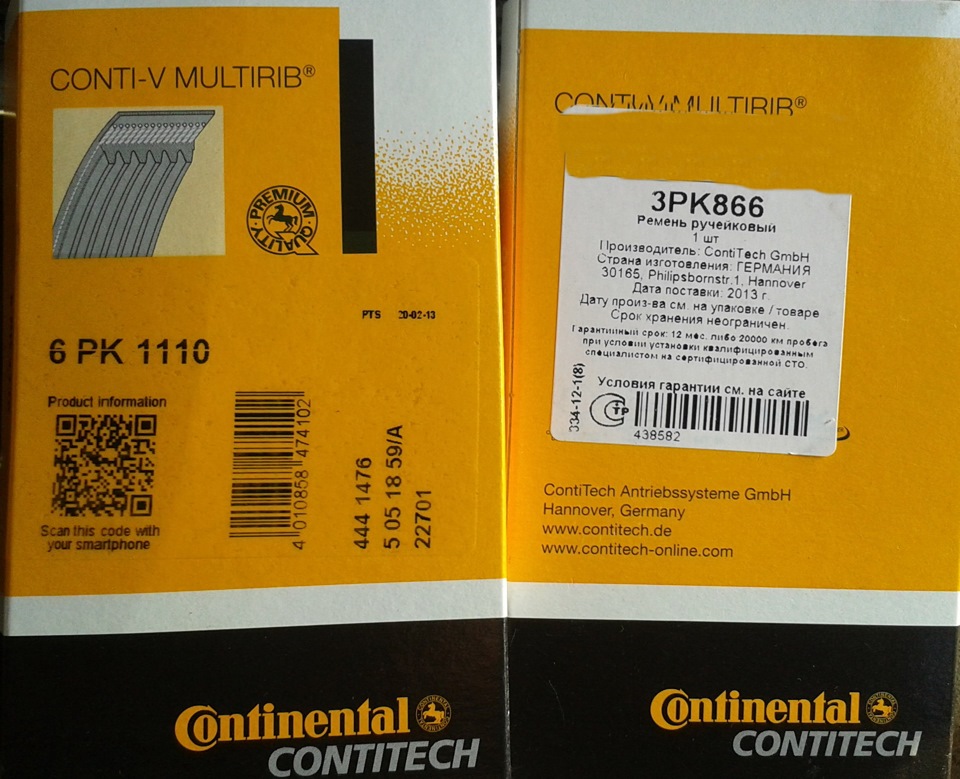 CONTI-V MULTIRIB®
PREMIUM QUALITY
PTS 20-02-13
6 PK 1110
Product information
Scan this code with
your smartphone
4 010858 474102
444 1476
5 05 18 59/A
22701
Continental
CONTITECH
CONTI-V MULTIRIB®
3PK866
Ремень ручейковый
1 шт
Производитель: ContiTech GmbH
Страна изготовления: ГЕРМАНИЯ
30165, Philipsbornstr.1, Hannover
Дата поставки: 2013 г.
Дату произ-ва см. на упаковке / товаре
Срок хранения неограничен.
Гарантийный срок: 12 мес. либо 20000 км пробега
при условии установки квалифицированным
специалистом на сертифицированной СТО.
Условия гарантии см. на сайте
334-12-1(8)
438582
ContiTech Antriebssysteme GmbH
Hannover, Germany
www.contitech.de
www.contitech-online.com
Continental
CONTITECH